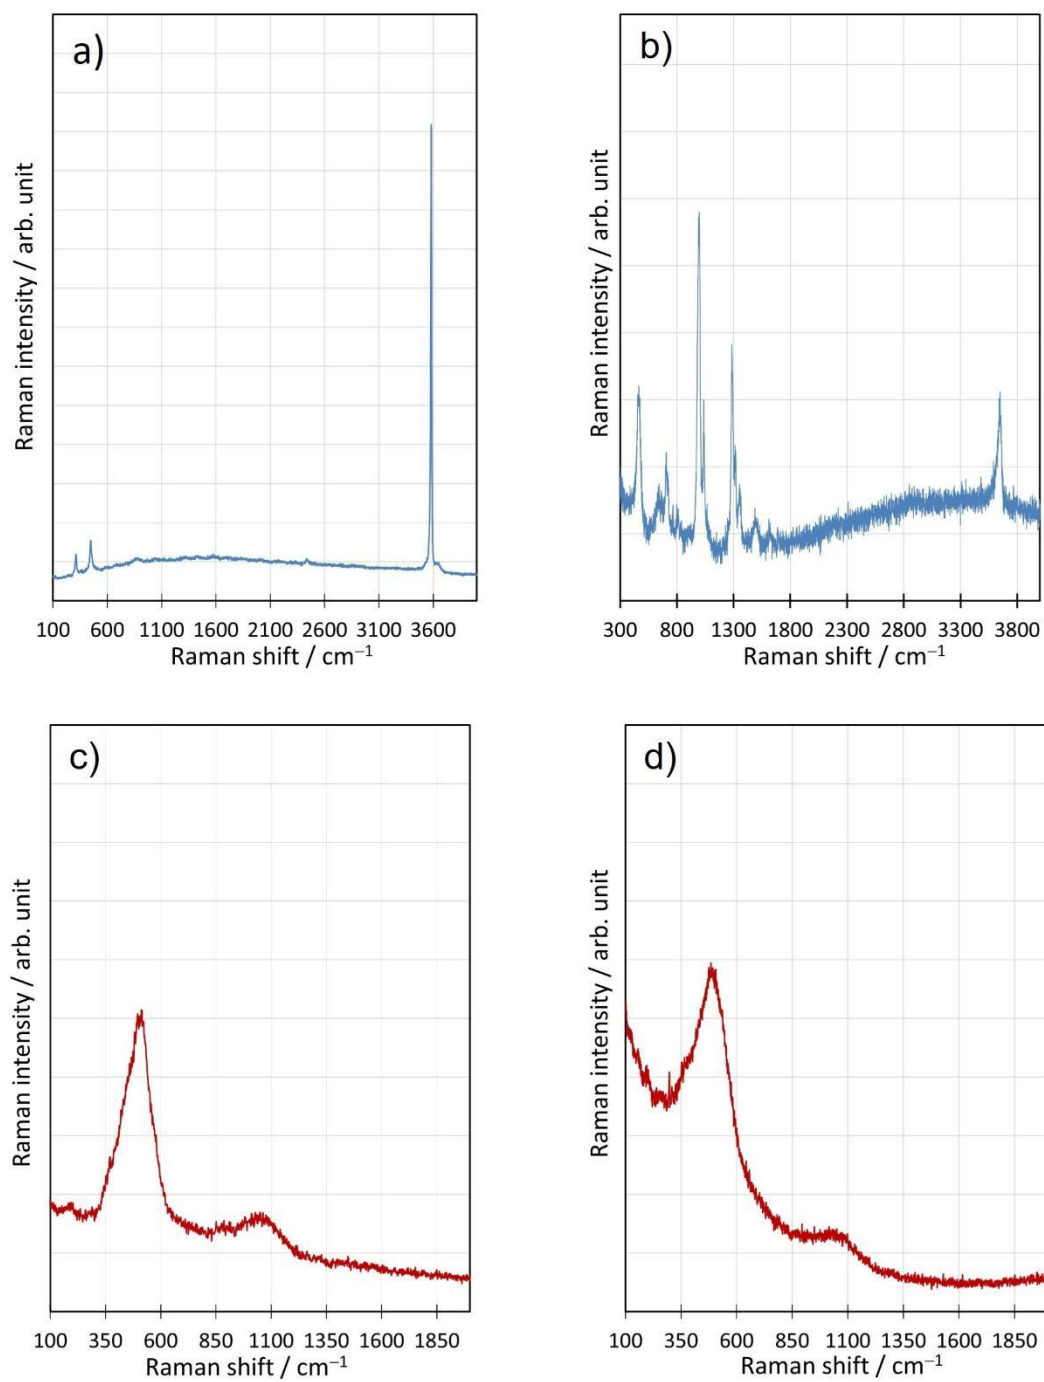 a)
Raman intensity / arb. unit
100 600 1100 1600 2100 2600 3100 3600
Raman shift / cm⁻¹
b)
Raman intensity / arb. unit
300 800 1300 1800 2300 2800 3300 3800
Raman shift / cm⁻¹
c)
Raman intensity / arb. unit
100 350 600 850 1100 1350 1600 1850
Raman shift / cm⁻¹
d)
Raman intensity / arb. unit
100 350 600 850 1100 1350 1600 1850
Raman shift / cm⁻¹